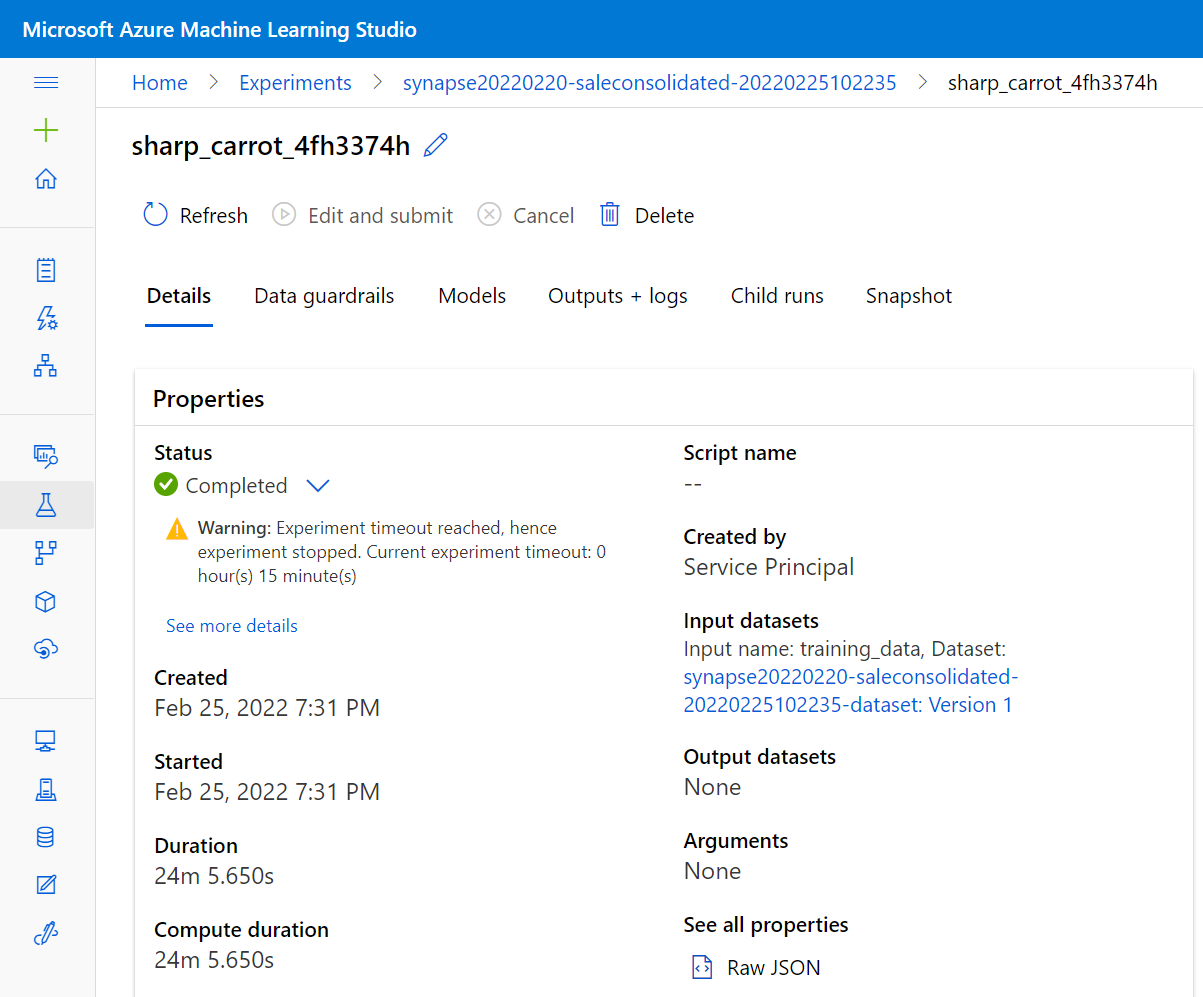 Microsoft Azure Machine Learning Studio
Home > Experiments > synapse20220220-saleconsolidated-20220225102235 > sharp_carrot_4fh3374h
sharp_carrot_4fh3374h
Refresh Edit and submit Cancel Delete
Details Data guardrails Models Outputs + logs Child runs Snapshot
Properties
Status
Completed
Warning: Experiment timeout reached, hence
experiment stopped. Current experiment timeout: 0
hour(s) 15 minute(s)
See more details
Created
Feb 25, 2022 7:31 PM
Started
Feb 25, 2022 7:31 PM
Duration
24m 5.650s
Compute duration
24m 5.650s
Script name
--
Created by
Service Principal
Input datasets
Input name: training_data, Dataset:
synapse20220220-saleconsolidated-
20220225102235-dataset: Version 1
Output datasets
None
Arguments
None
See all properties
Raw JSON